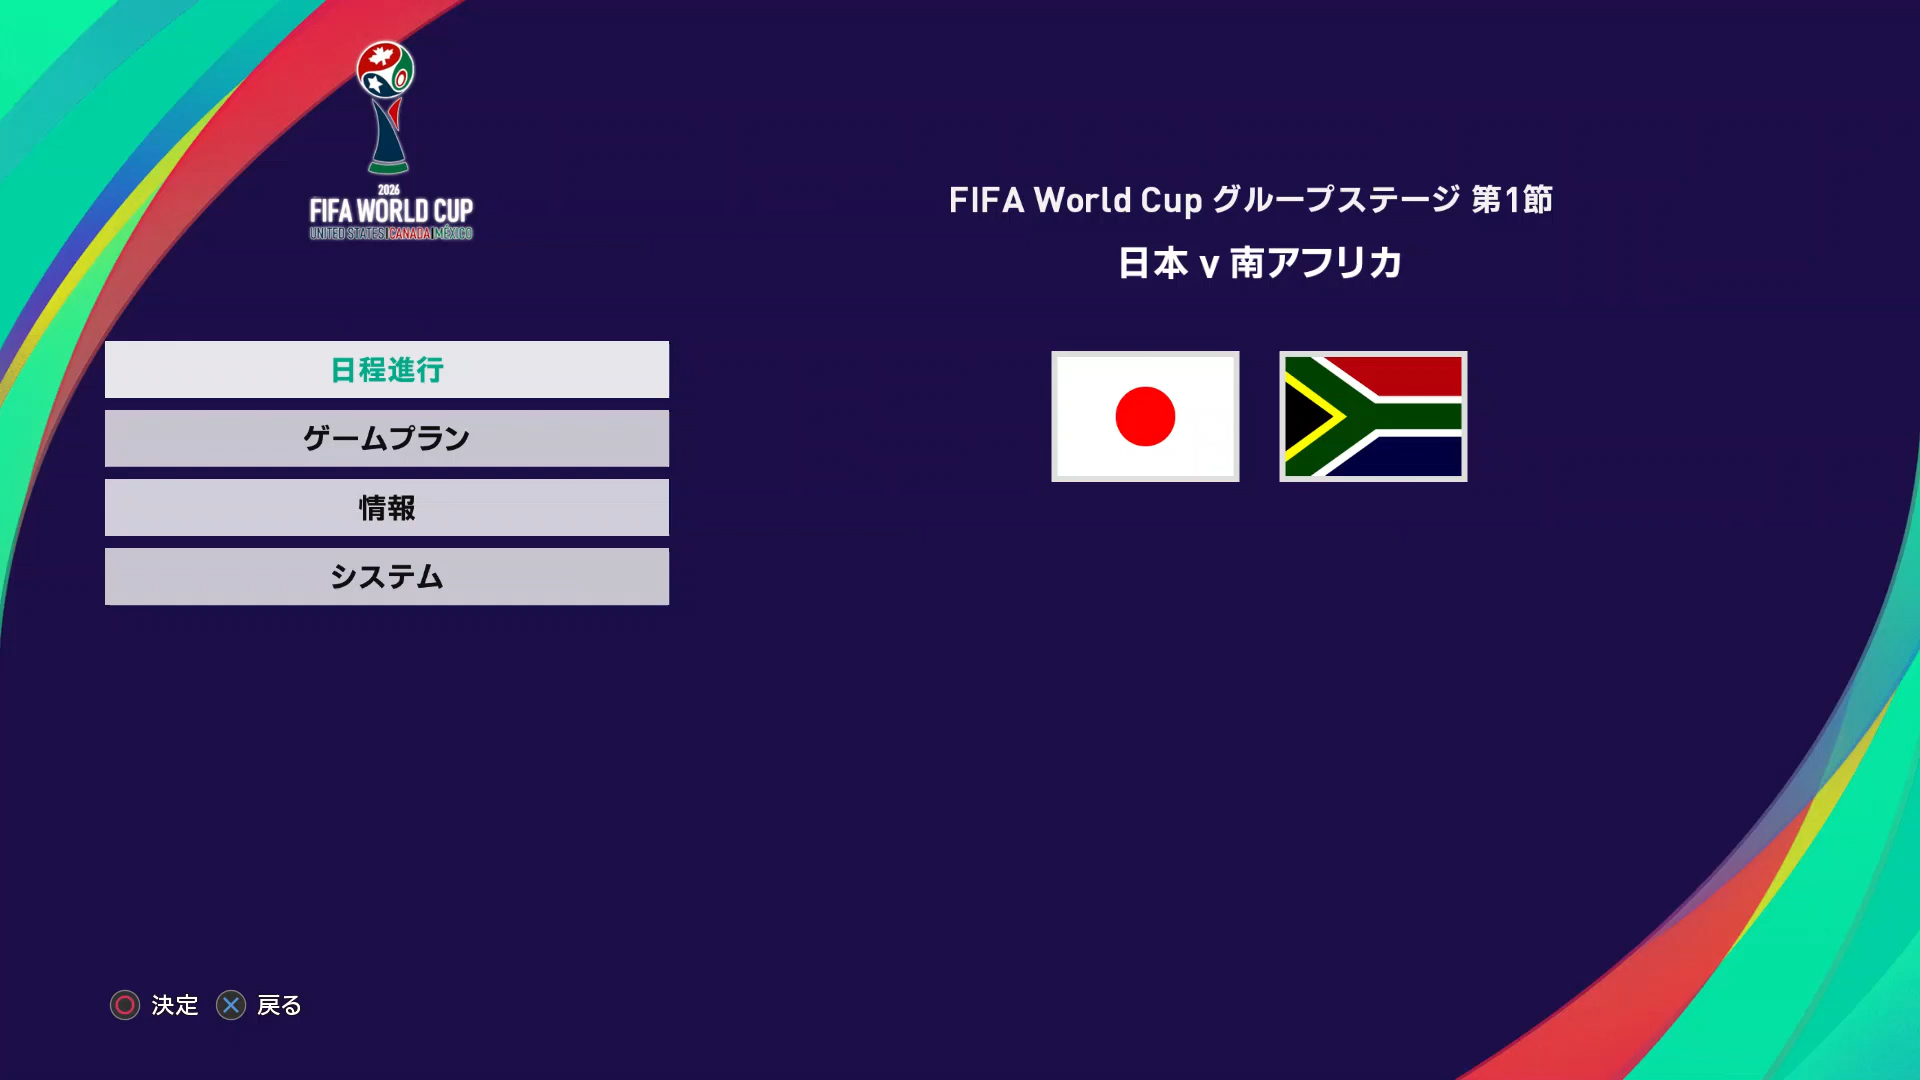 2026
FIFA WORLD CUP
UNITED STATES|CANADA|MÉXICO
FIFA World Cup グループステージ 第1節
日本 v 南アフリカ
日程進行
ゲームプラン
情報
システム
決定 戻る